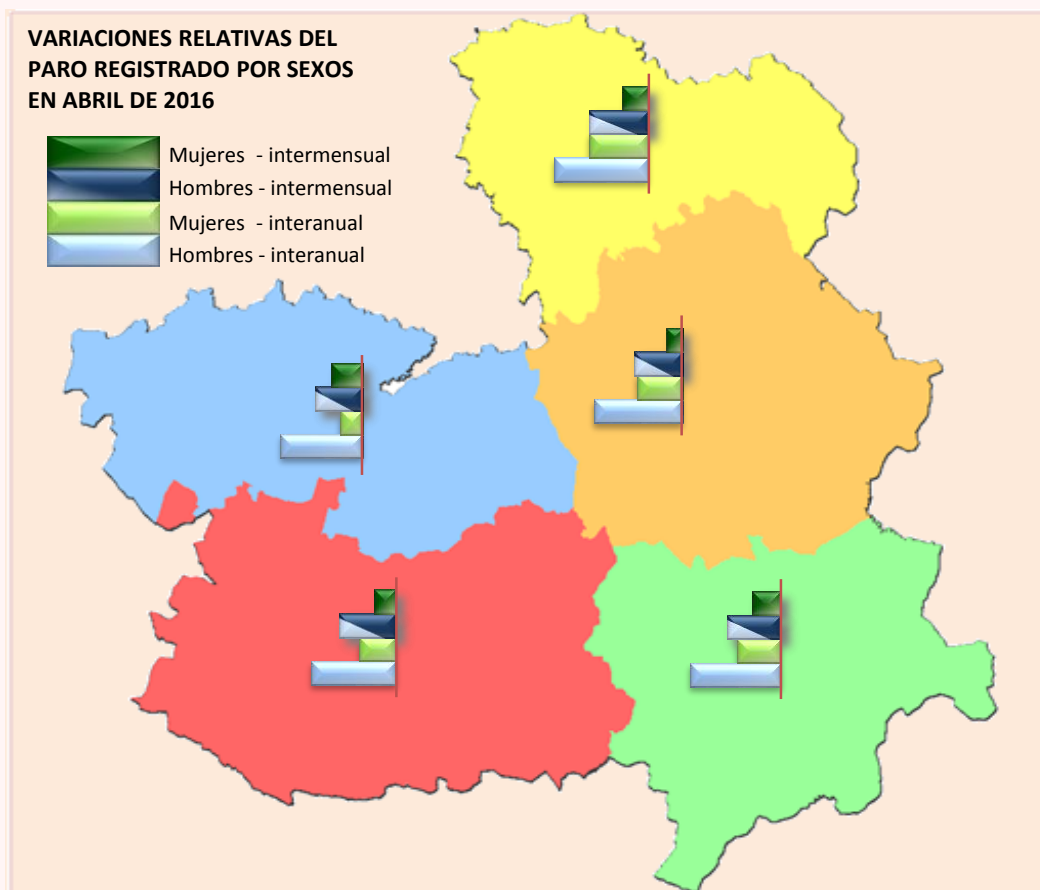 VARIACIONES RELATIVAS DEL
PARO REGISTRADO POR SEXOS
EN ABRIL DE 2016
Mujeres - intermensual
Hombres - intermensual
Mujeres - interanual
Hombres - interanual